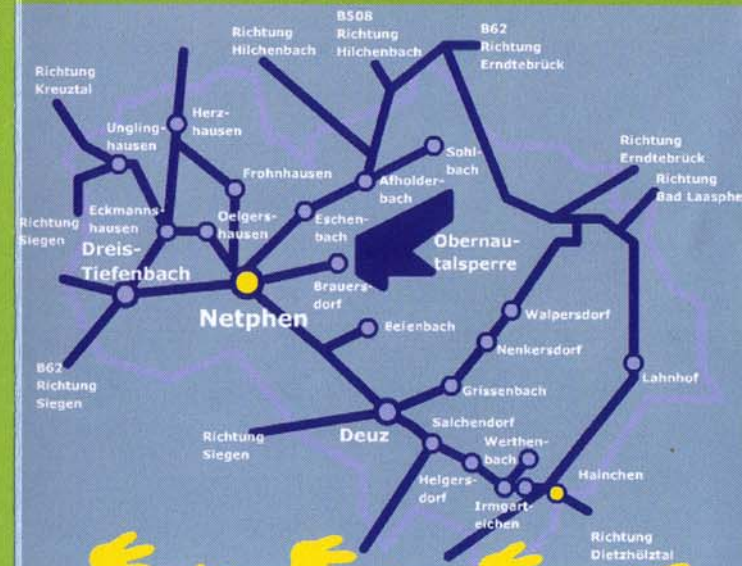 B508
Richtung
Hilchenbach
Richtung
Hilchenbach
B62
Richtung
Erndtebrück
Richtung
Kreuztal
Ungling-
hausen
Herz-
hausen
Frohnhausen
Sohl-
bach
Afholder-
bach
Richtung
Erndtebrück
Richtung
Bad Laasphe
Richtung
Siegen
Eckmanns-
hausen
Oelgers-
hausen
Eschen-
bach
Dreis-
Tiefenbach
Obernau-
talsperre
Brauers-
dorf
Netphen
Beienbach
Walpersdorf
Nenkersdorf
Grissenbach
Lahnhof
B62
Richtung
Siegen
Richtung
Siegen
Deuz
Salchendorf
Werthen-
bach
Helgers-
dorf
Irmgart-
eichen
Hainchen
Richtung
Dietzhölztal